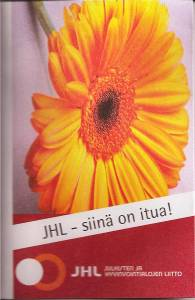 JHL - siinä on itua!
JHL JULKISTEN JA
HYVINVOINTIALOJEN LIITTO